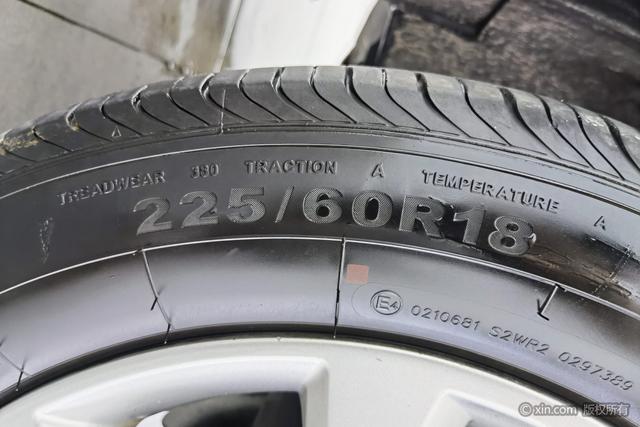 TREADWEAR 380 TRACTION A TEMPERATURE A
225/60R18
E4 0210681 S2WR2 0297389
©xin.com 版权所有